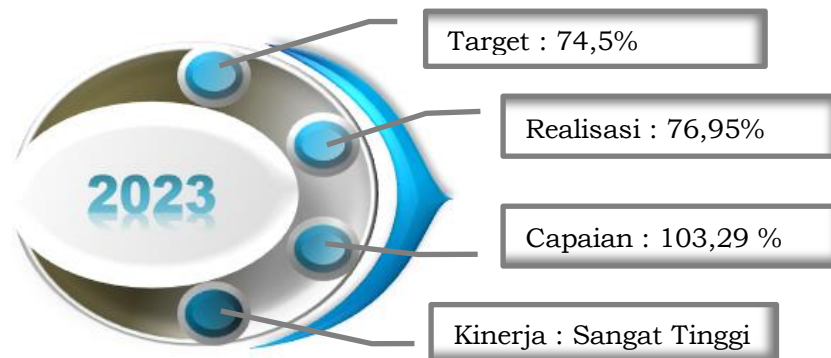 Target : 74,5%
Realisasi : 76,95%
2023
Capaian : 103,29 %
Kinerja : Sangat Tinggi